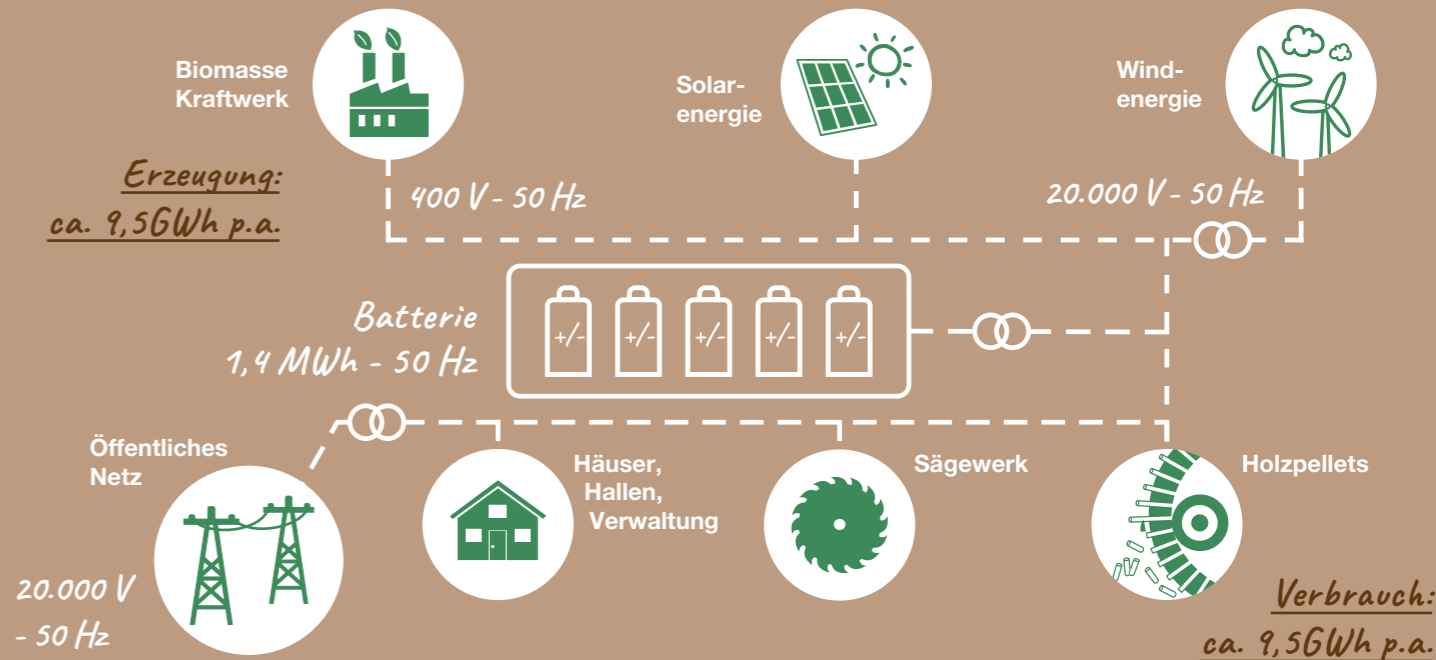 Biomasse
Kraftwerk
Solar-
energie
Wind-
energie
Erzeugung:
ca. 9,5GWh p.a.
400 V - 50 Hz
20.000 V - 50 Hz
Batterie
1,4 MWh - 50 Hz
+/-
+/-
+/-
+/-
+/-
Öffentliches
Netz
Häuser,
Hallen,
Verwaltung
Sägewerk
Holzpellets
20.000 V
- 50 Hz
Verbrauch:
ca. 9,5GWh p.a.